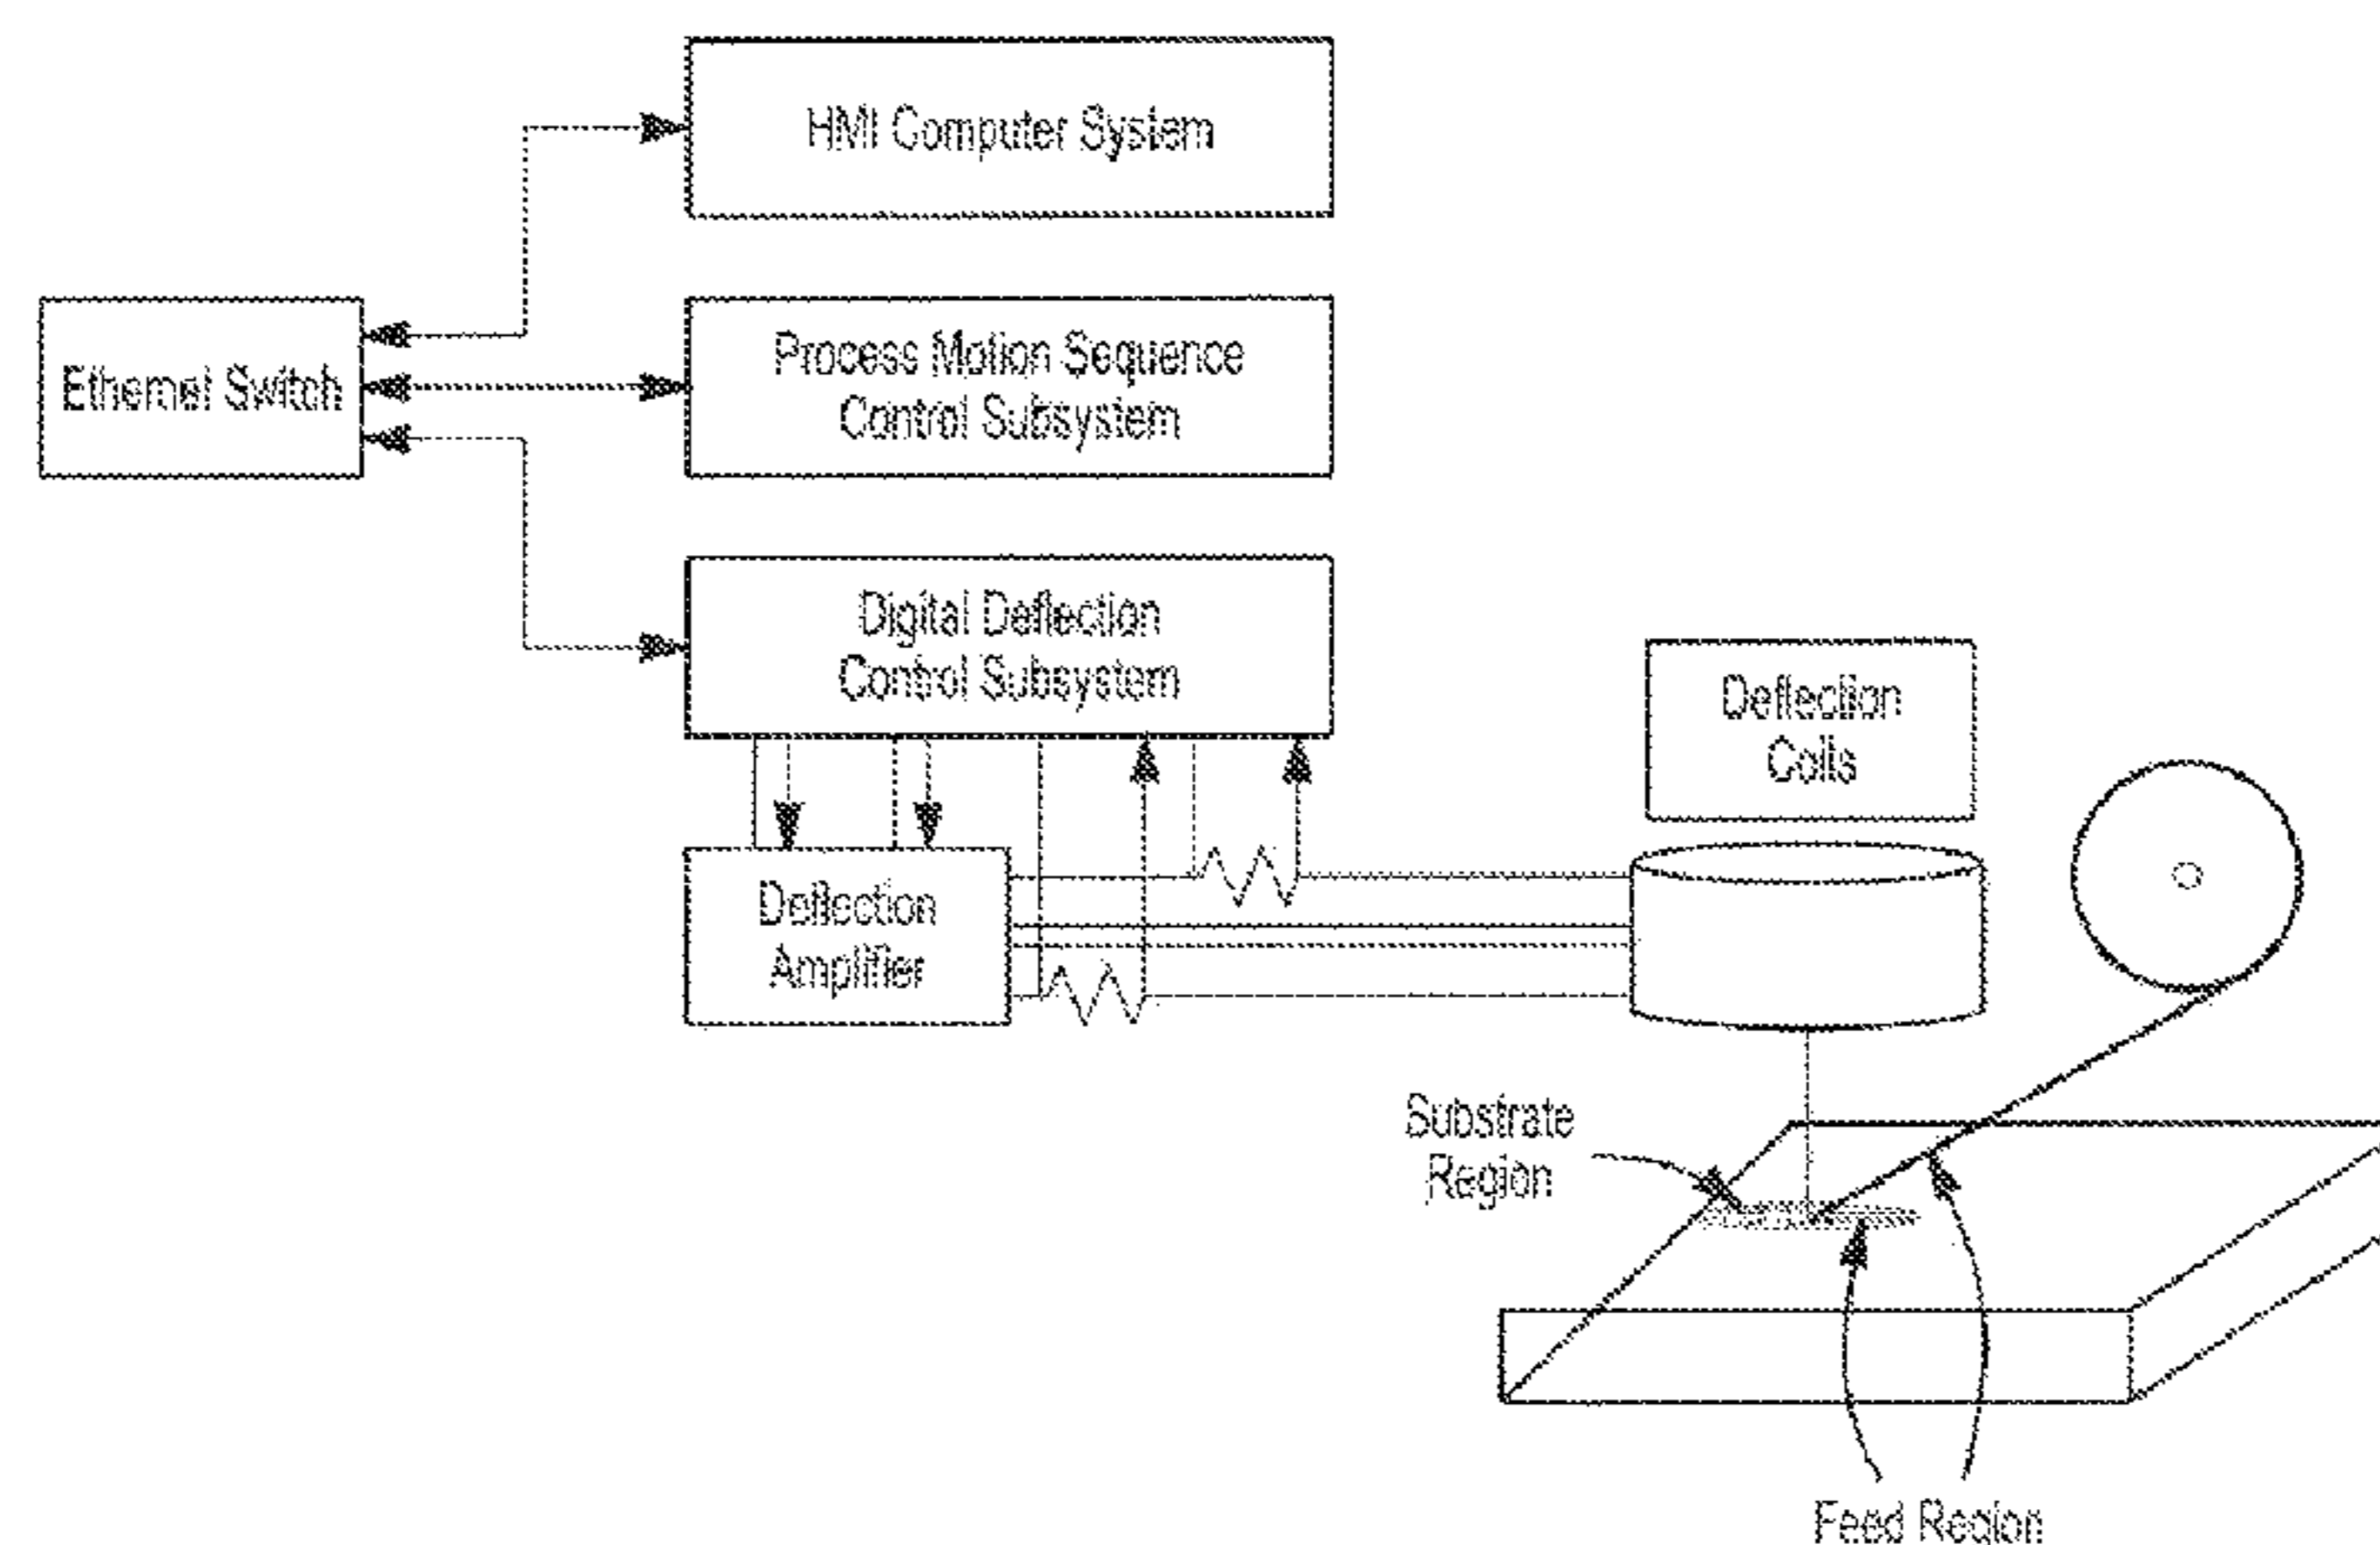 HMI Computer System
Ethernet Switch
Process Motion Sequence
Control Subsystem
Digital Deflection
Control Subsystem
Deflection
Coils
Deflection
Amplifier
Substrate
Region
Feed Region